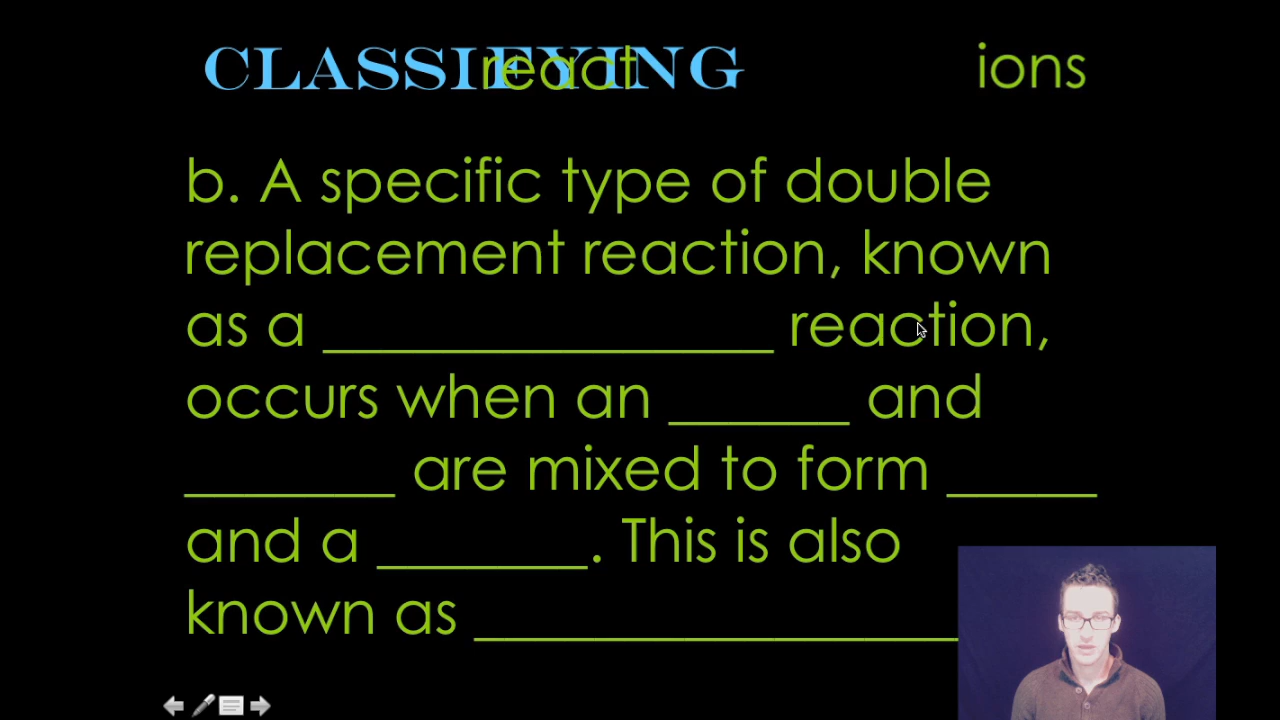 CLASSIFYING reactions
b. A specific type of double
replacement reaction, known
as a _______________ reaction,
occurs when an ______ and
_______ are mixed to form _____
and a _______. This is also
known as ________________